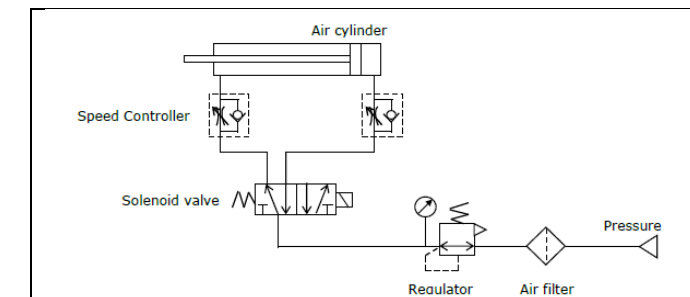 Air cylinder
Speed Controller
Solenoid valve
Pressure
Regulator
Air filter